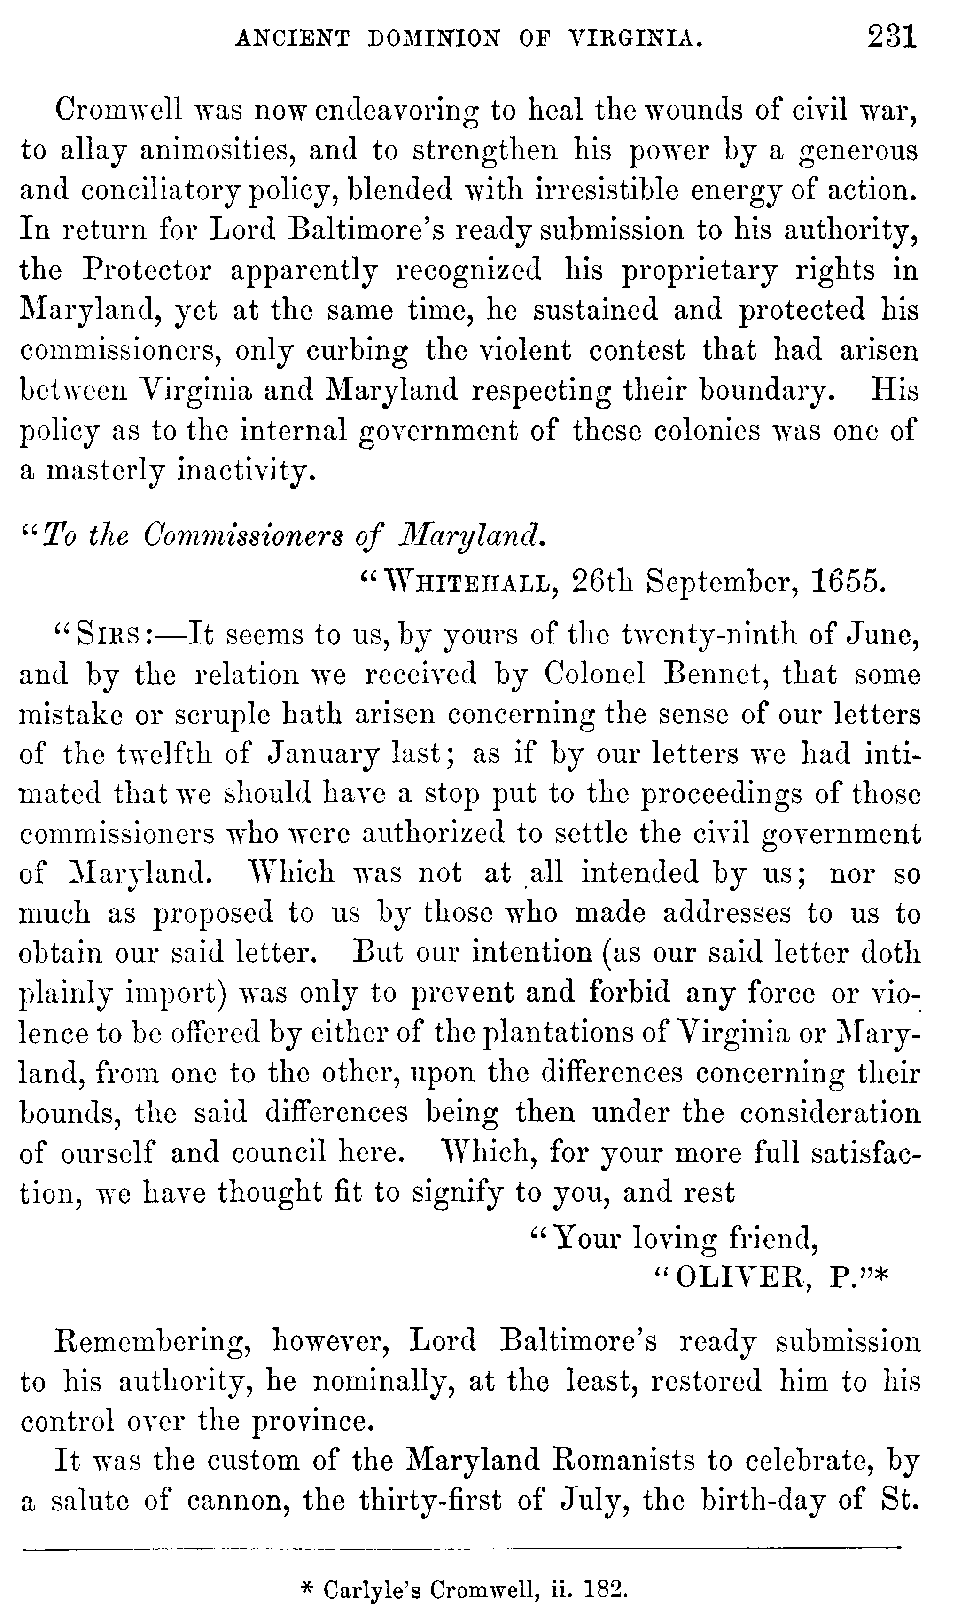 ANCIENT DOMINION OF VIRGINIA. 231
Cromwell was now endeavoring to heal the wounds of civil war,
to allay animosities, and to strengthen his power by a generous
and conciliatory policy, blended with irresistible energy of action.
In return for Lord Baltimore's ready submission to his authority,
the Protector apparently recognized his proprietary rights in
Maryland, yet at the same time, he sustained and protected his
commissioners, only curbing the violent contest that had arisen
between Virginia and Maryland respecting their boundary. His
policy as to the internal government of these colonies was one of
a masterly inactivity.
"To the Commissioners of Maryland.
"WHITEHALL, 26th September, 1655.
"SIRS:—It seems to us, by yours of the twenty-ninth of June,
and by the relation we received by Colonel Bennet, that some
mistake or scruple hath arisen concerning the sense of our letters
of the twelfth of January last; as if by our letters we had inti-
mated that we should have a stop put to the proceedings of those
commissioners who were authorized to settle the civil government
of Maryland. Which was not at all intended by us; nor so
much as proposed to us by those who made addresses to us to
obtain our said letter. But our intention (as our said letter doth
plainly import) was only to prevent and forbid any force or vio-
lence to be offered by either of the plantations of Virginia or Mary-
land, from one to the other, upon the differences concerning their
bounds, the said differences being then under the consideration
of ourself and council here. Which, for your more full satisfac-
tion, we have thought fit to signify to you, and rest
"Your loving friend,
"OLIVER, P."*
Remembering, however, Lord Baltimore's ready submission
to his authority, he nominally, at the least, restored him to his
control over the province.
It was the custom of the Maryland Romanists to celebrate, by
a salute of cannon, the thirty-first of July, the birth-day of St.
* Carlyle's Cromwell, ii. 182.